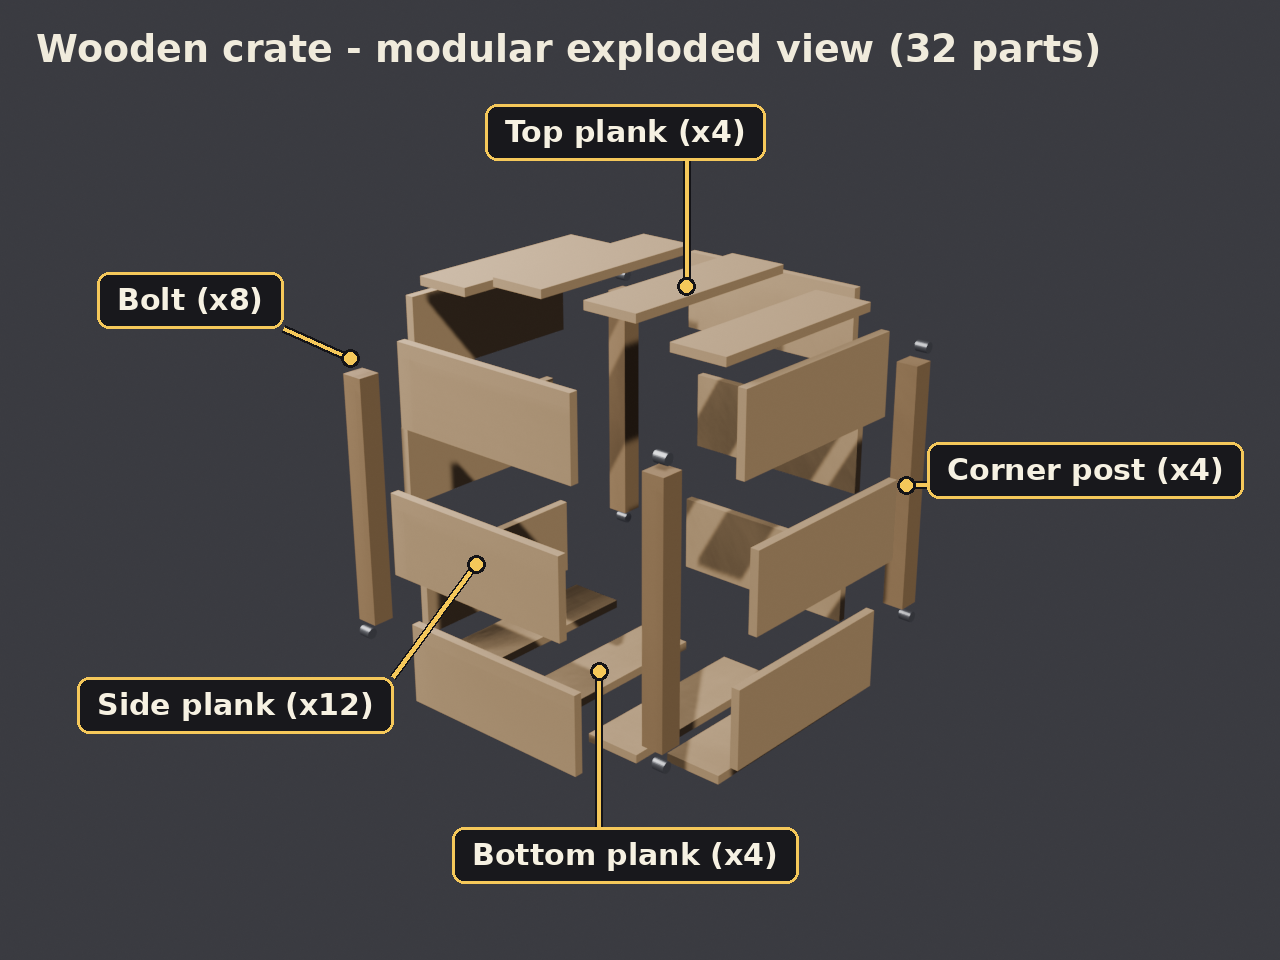 Wooden crate - modular exploded view (32 parts)
Top plank (x4)
Bolt (x8)
Corner post (x4)
Side plank (x12)
Bottom plank (x4)